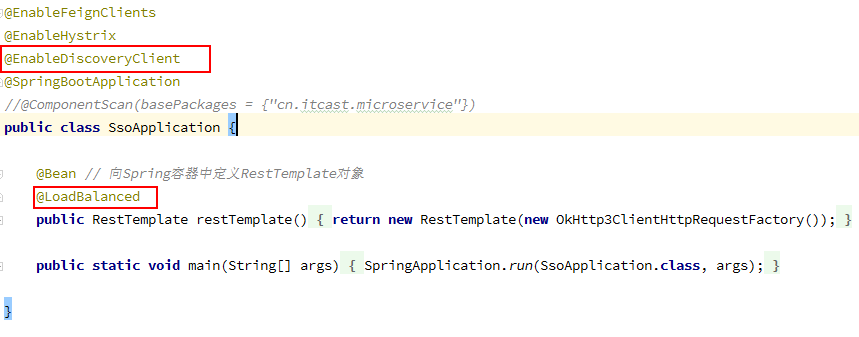 @EnableFeignClients
@EnableHystrix
@EnableDiscoveryClient
@SpringBootApplication
//@ComponentScan(basePackages = {"cn.itcast.microservice"})
public class SsoApplication {
@Bean // 向Spring容器中定义RestTemplate对象
@LoadBalanced
public RestTemplate restTemplate() { return new RestTemplate(new OkHttp3ClientHttpRequestFactory()); }
public static void main(String[] args) { SpringApplication.run(SsoApplication.class, args); }
}